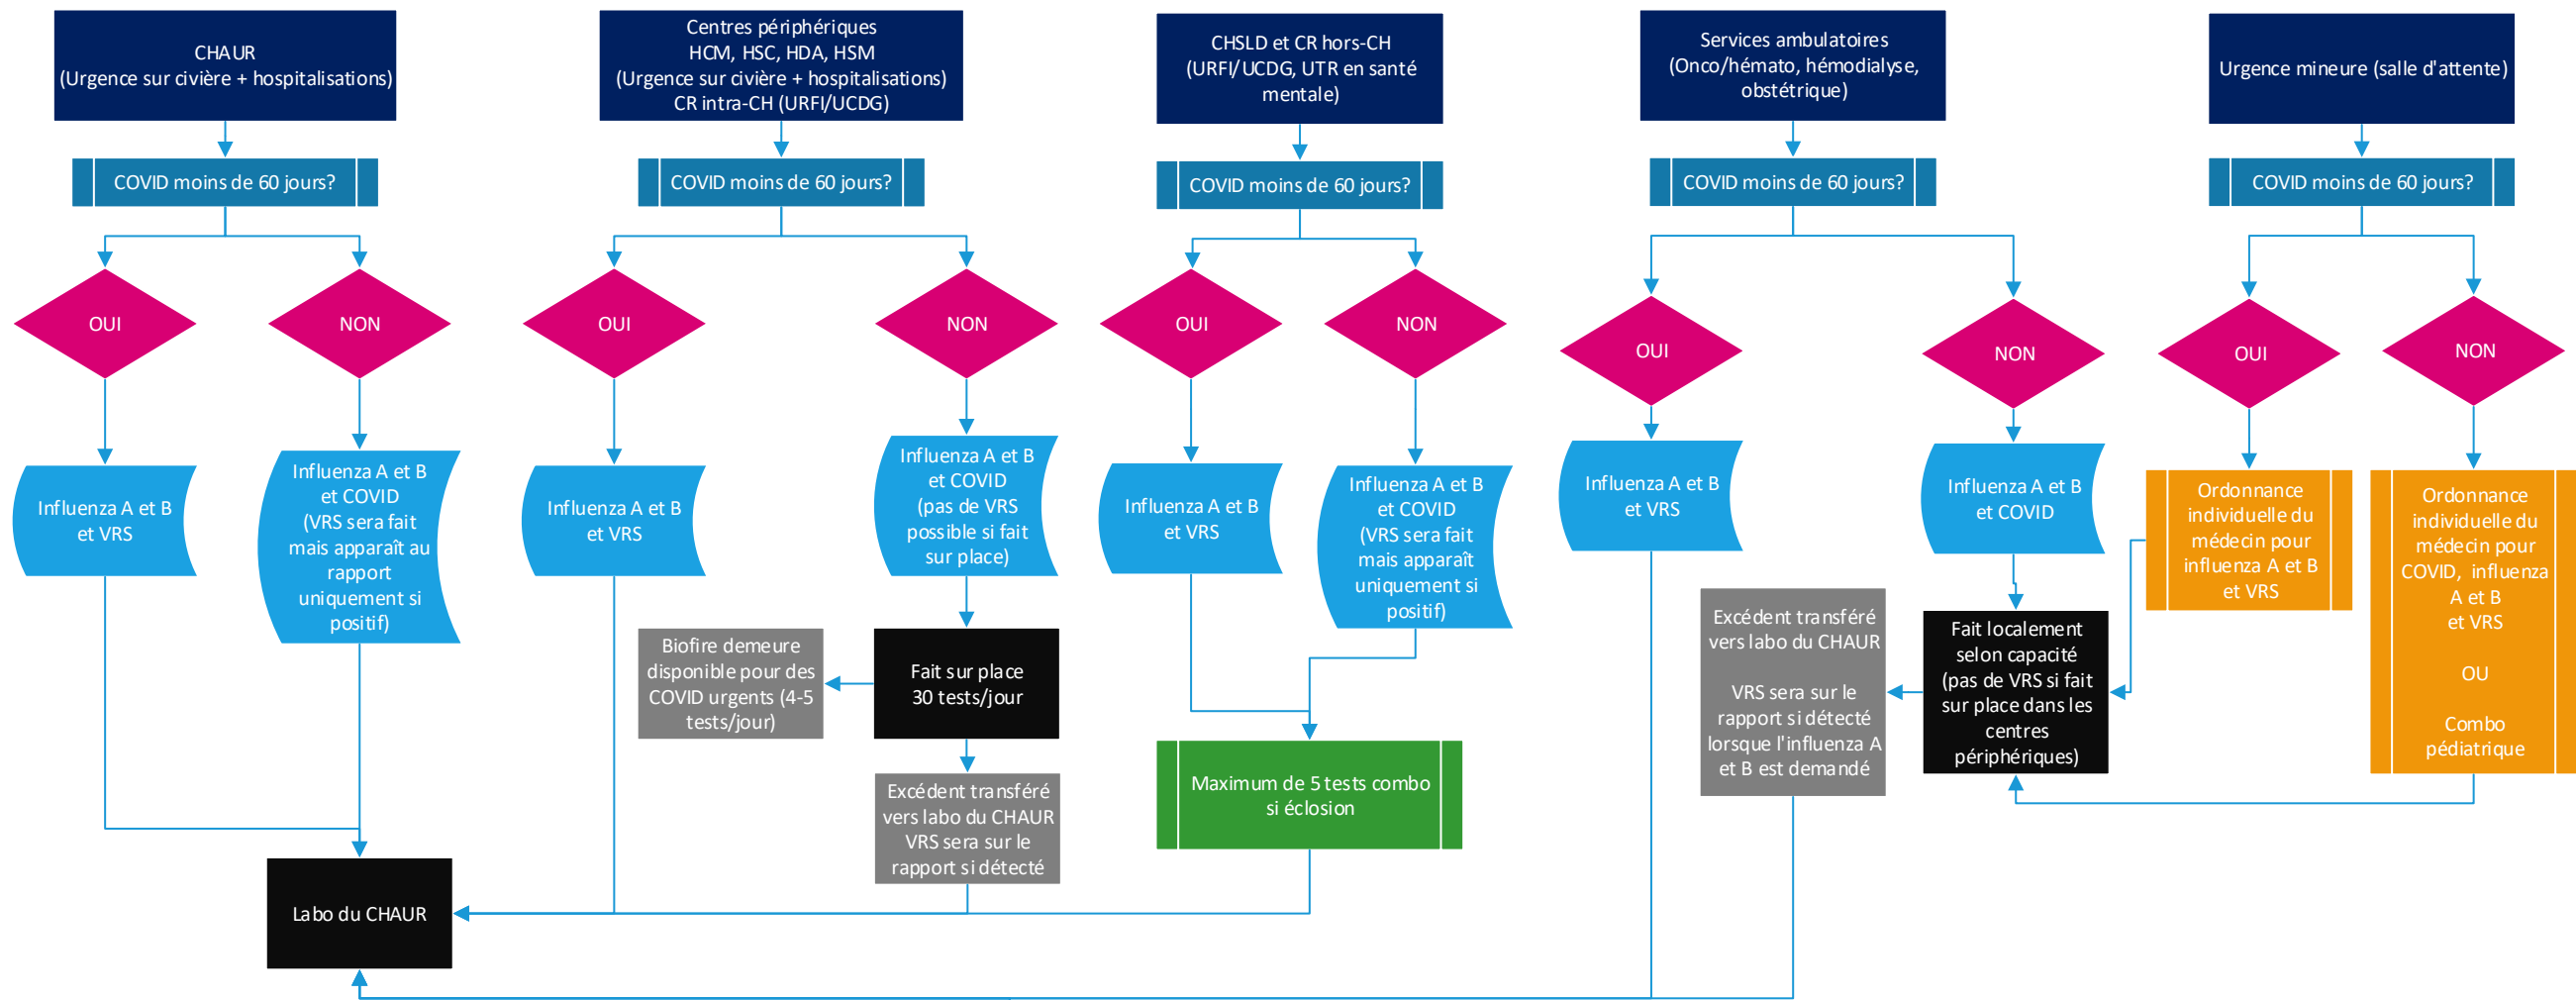 CHAUR
(Urgence sur civière + hospitalisations)
Centres périphériques
HCM, HSC, HDA, HSM
(Urgence sur civière + hospitalisations)
CR intra-CH (URFI/UCDG)
CHSLD et CR hors-CH
(URFI/UCDG, UTR en santé
mentale)
Services ambulatoires
(Onco/hémato, hémodialyse,
obstétrique)
Urgence mineure (salle d'attente)
COVID moins de 60 jours?
COVID moins de 60 jours?
COVID moins de 60 jours?
COVID moins de 60 jours?
COVID moins de 60 jours?
OUI
NON
OUI
NON
OUI
NON
OUI
NON
OUI
NON
Influenza A et B
et VRS
Influenza A et B
et COVID
(VRS sera fait
mais apparaît au
rapport
uniquement si
positif)
Influenza A et B
et VRS
Influenza A et B
et COVID
(pas de VRS
possible si fait
sur place)
Influenza A et B
et VRS
Influenza A et B
et COVID
(VRS sera fait
mais apparaît
uniquement si
positif)
Influenza A et B
et VRS
Influenza A et B
et COVID
Ordonnance
individuelle du
médecin pour
influenza A et B
et VRS
Ordonnance
individuelle du
médecin pour
COVID, influenza
A et B
et VRS
OU
Combo
pédiatrique
Biofire demeure
disponible pour des
COVID urgents (4-5
tests/jour)
Fait sur place
30 tests/jour
Excédent transféré
vers labo du CHAUR
VRS sera sur le
rapport si détecté
lorsque l'influenza A
et B est demandé
Fait localement
selon capacité
(pas de VRS si fait
sur place dans les
centres
périphériques)
Excédent transféré
vers labo du CHAUR
VRS sera sur le
rapport si détecté
Maximum de 5 tests combo
si éclosion
Labo du CHAUR